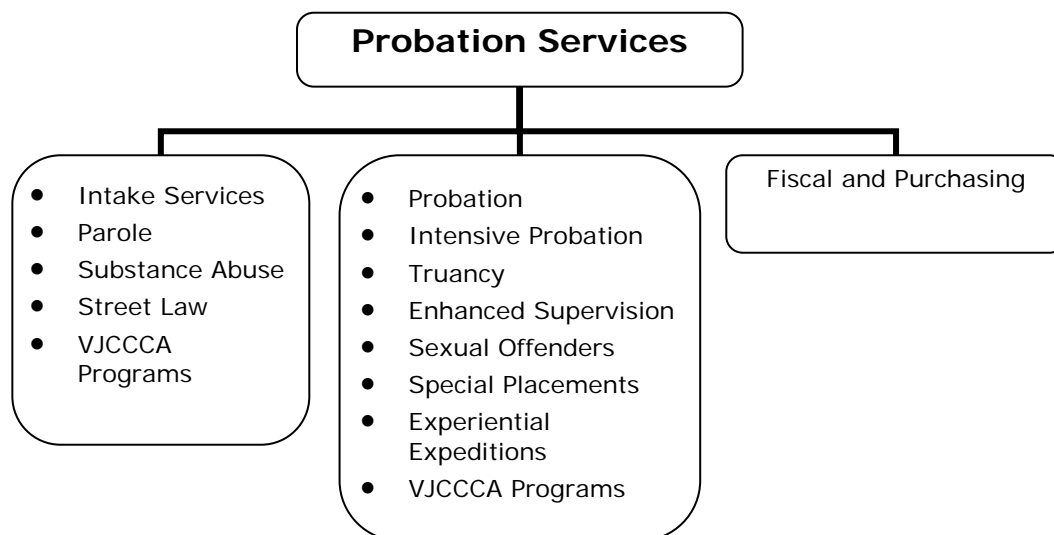 Probation Services
● Intake Services
● Parole
● Substance Abuse
● Street Law
● VJCCCA
Programs
● Probation
● Intensive Probation
● Truancy
● Enhanced Supervision
● Sexual Offenders
● Special Placements
● Experiential
Expeditions
● VJCCCA Programs
Fiscal and Purchasing